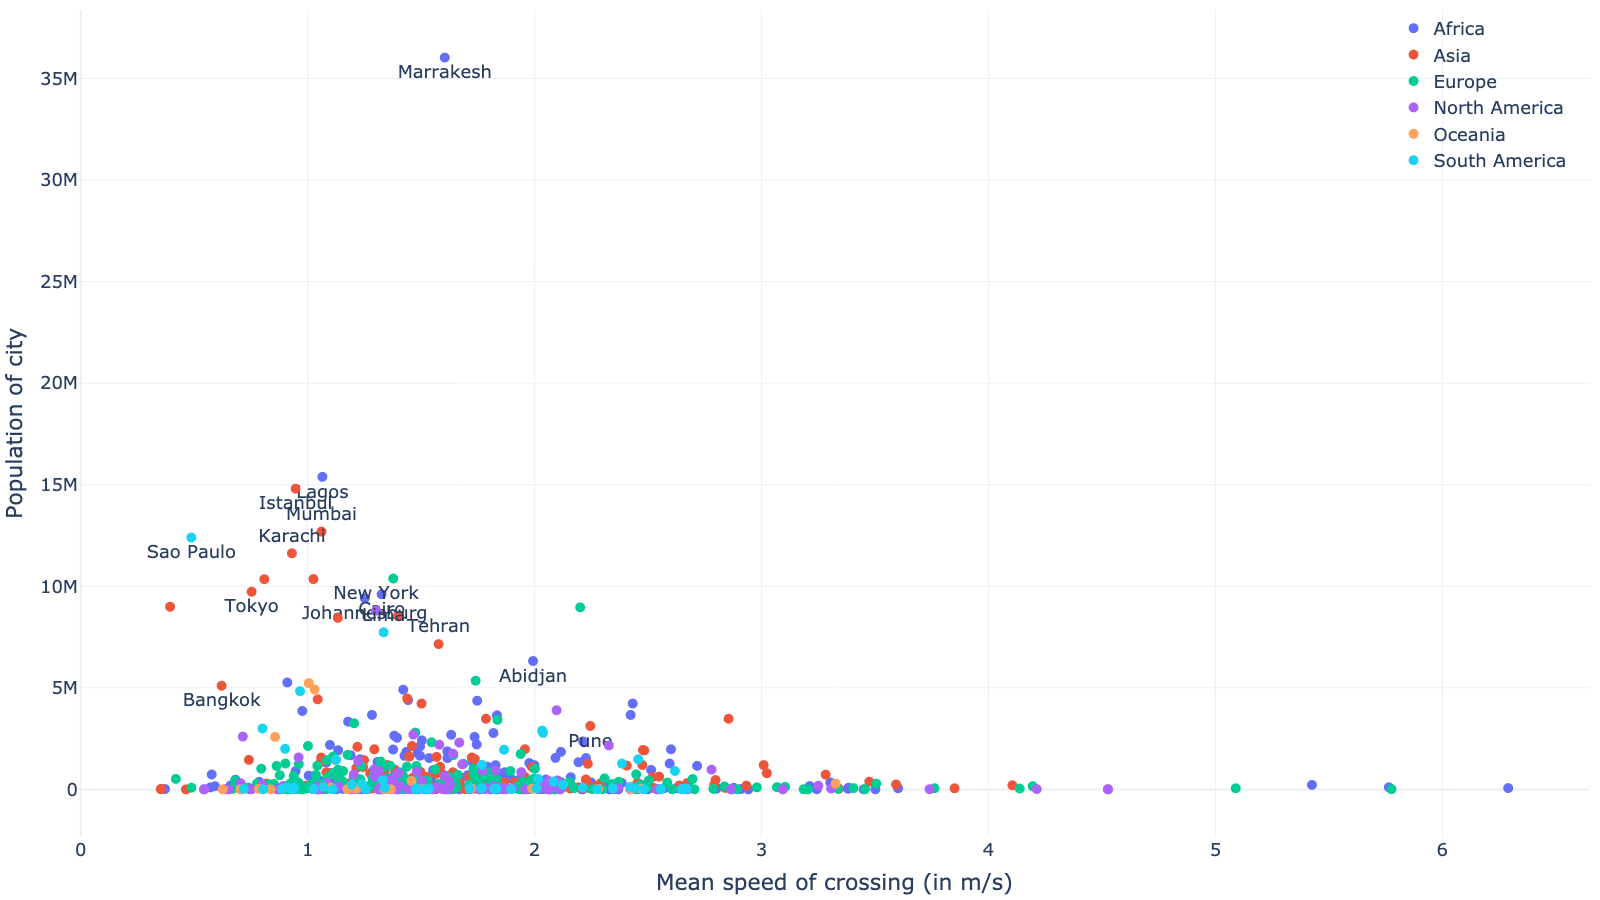 Africa
Asia
Europe
North America
Oceania
South America
Marrakesh
35M
30M
25M
20M
15M
10M
5M
0
Population of city
Lagos
Istanbul
Mumbai
Karachi
Sao Paulo
New York
Tokyo
Cairo
Johannesburg
Lima
Tehran
Abidjan
Bangkok
Pune
0
1
2
3
4
5
6
Mean speed of crossing (in m/s)